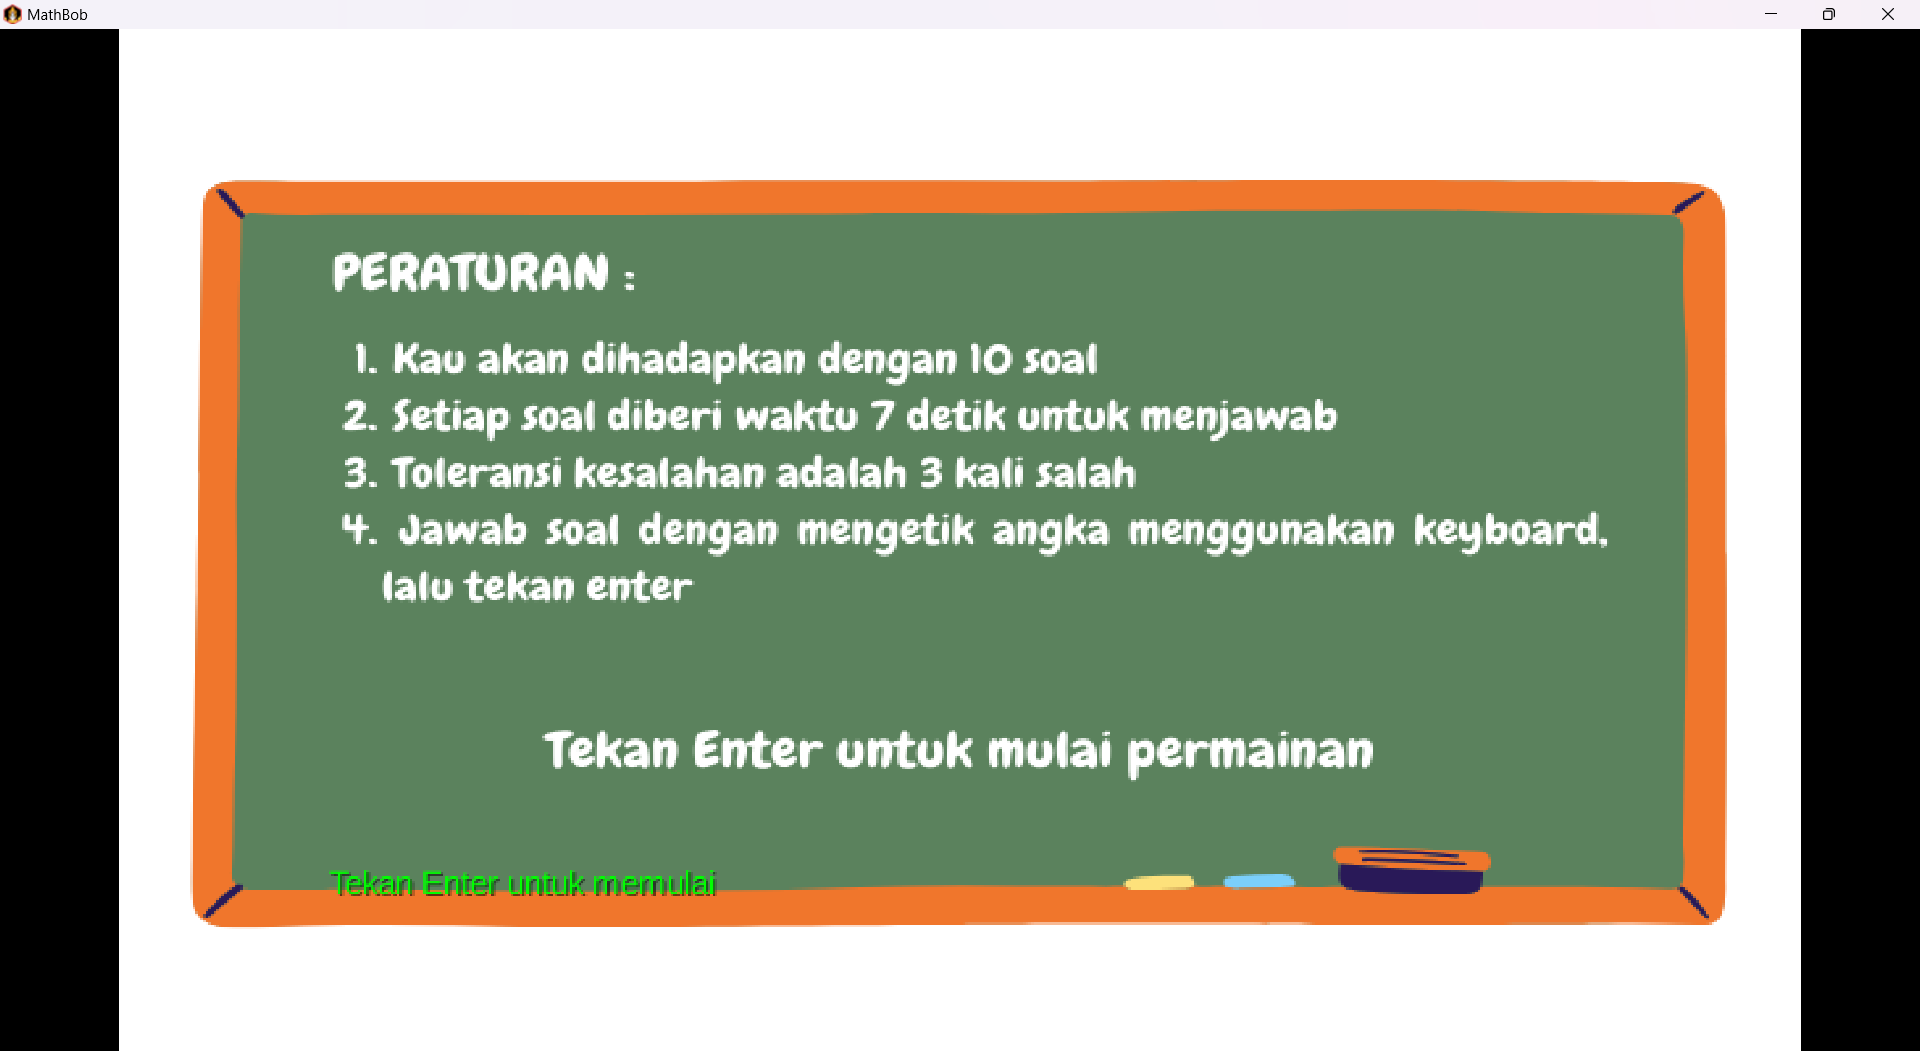 MathBob
PERATURAN :
1. Kau akan dihadapkan dengan 10 soal
2. Setiap soal diberi waktu 7 detik untuk menjawab
3. Toleransi kesalahan adalah 3 kali salah
4. Jawab soal dengan mengetik angka menggunakan keyboard,
lalu tekan enter
Tekan Enter untuk mulai permainan
Tekan Enter untuk memulai